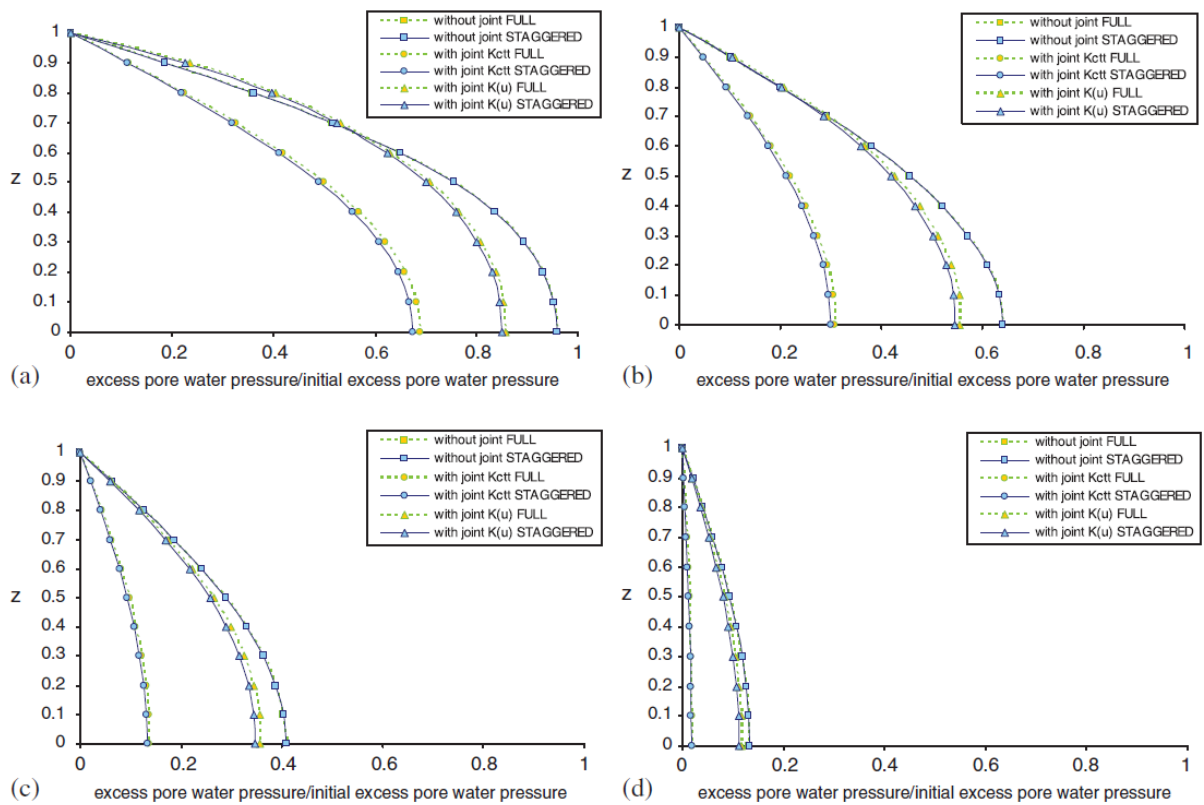 without joint FULL
without joint STAGGERED
with joint Kctt FULL
with joint Kctt STAGGERED
with joint K(u) FULL
with joint K(u) STAGGERED
1
0.9
0.8
0.7
0.6
z
0.5
0.4
0.3
0.2
0.1
0
0 0.2 0.4 0.6 0.8 1
(a) excess pore water pressure/initial excess pore water pressure
without joint FULL
without joint STAGGERED
with joint Kctt FULL
with joint Kctt STAGGERED
with joint K(u) FULL
with joint K(u) STAGGERED
1
0.9
0.8
0.7
0.6
z
0.5
0.4
0.3
0.2
0.1
0
0 0.2 0.4 0.6 0.8 1
(b) excess pore water pressure/initial excess pore water pressure
without joint FULL
without joint STAGGERED
with joint Kctt FULL
with joint Kctt STAGGERED
with joint K(u) FULL
with joint K(u) STAGGERED
1
0.9
0.8
0.7
0.6
z
0.5
0.4
0.3
0.2
0.1
0
0 0.2 0.4 0.6 0.8 1
(c) excess pore water pressure/initial excess pore water pressure
without joint FULL
without joint STAGGERED
with joint Kctt FULL
with joint Kctt STAGGERED
with joint K(u) FULL
with joint K(u) STAGGERED
1
0.9
0.8
0.7
0.6
z
0.5
0.4
0.3
0.2
0.1
0
0 0.2 0.4 0.6 0.8 1
(d) excess pore water pressure/initial excess pore water pressure